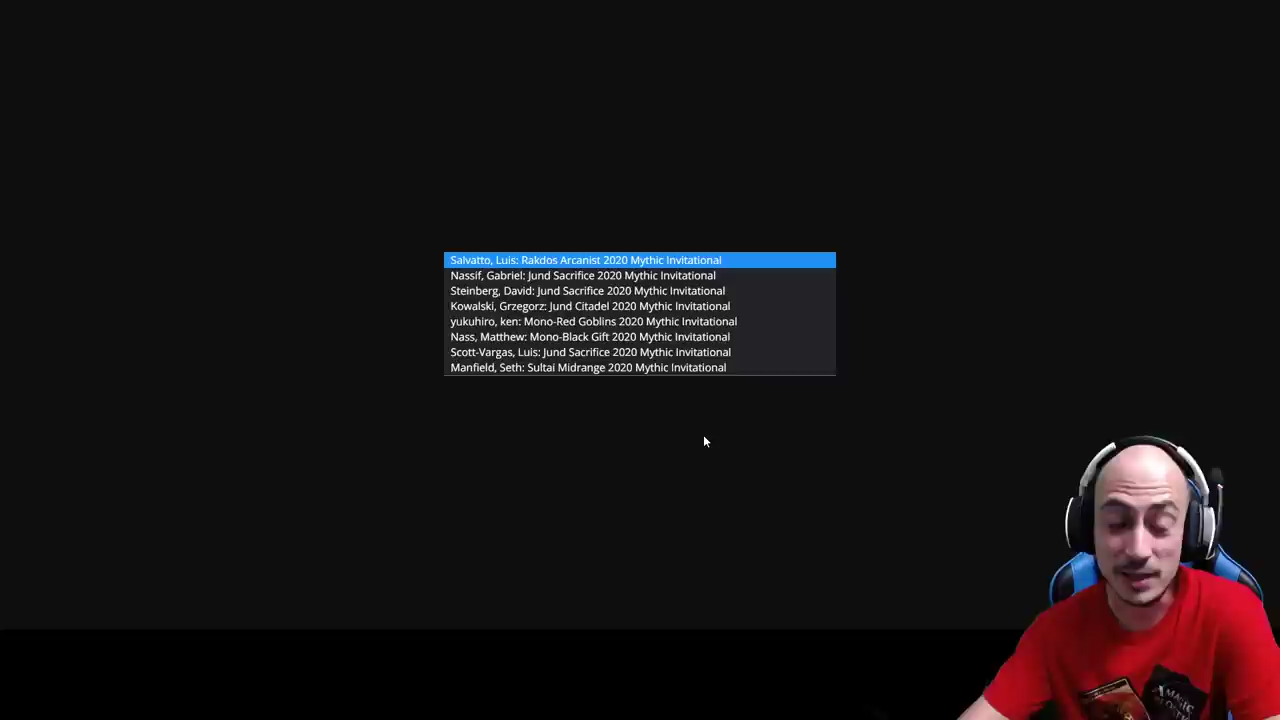 Salvatto, Luis: Rakdos Arcanist 2020 Mythic Invitational
Nassif, Gabriel: Jund Sacrifice 2020 Mythic Invitational
Steinberg, David: Jund Sacrifice 2020 Mythic Invitational
Kowalski, Grzegorz: Jund Citadel 2020 Mythic Invitational
yukuhiro, ken: Mono-Red Goblins 2020 Mythic Invitational
Nass, Matthew: Mono-Black Gift 2020 Mythic Invitational
Scott-Vargas, Luis: Jund Sacrifice 2020 Mythic Invitational
Manfield, Seth: Sultai Midrange 2020 Mythic Invitational
MAGIC